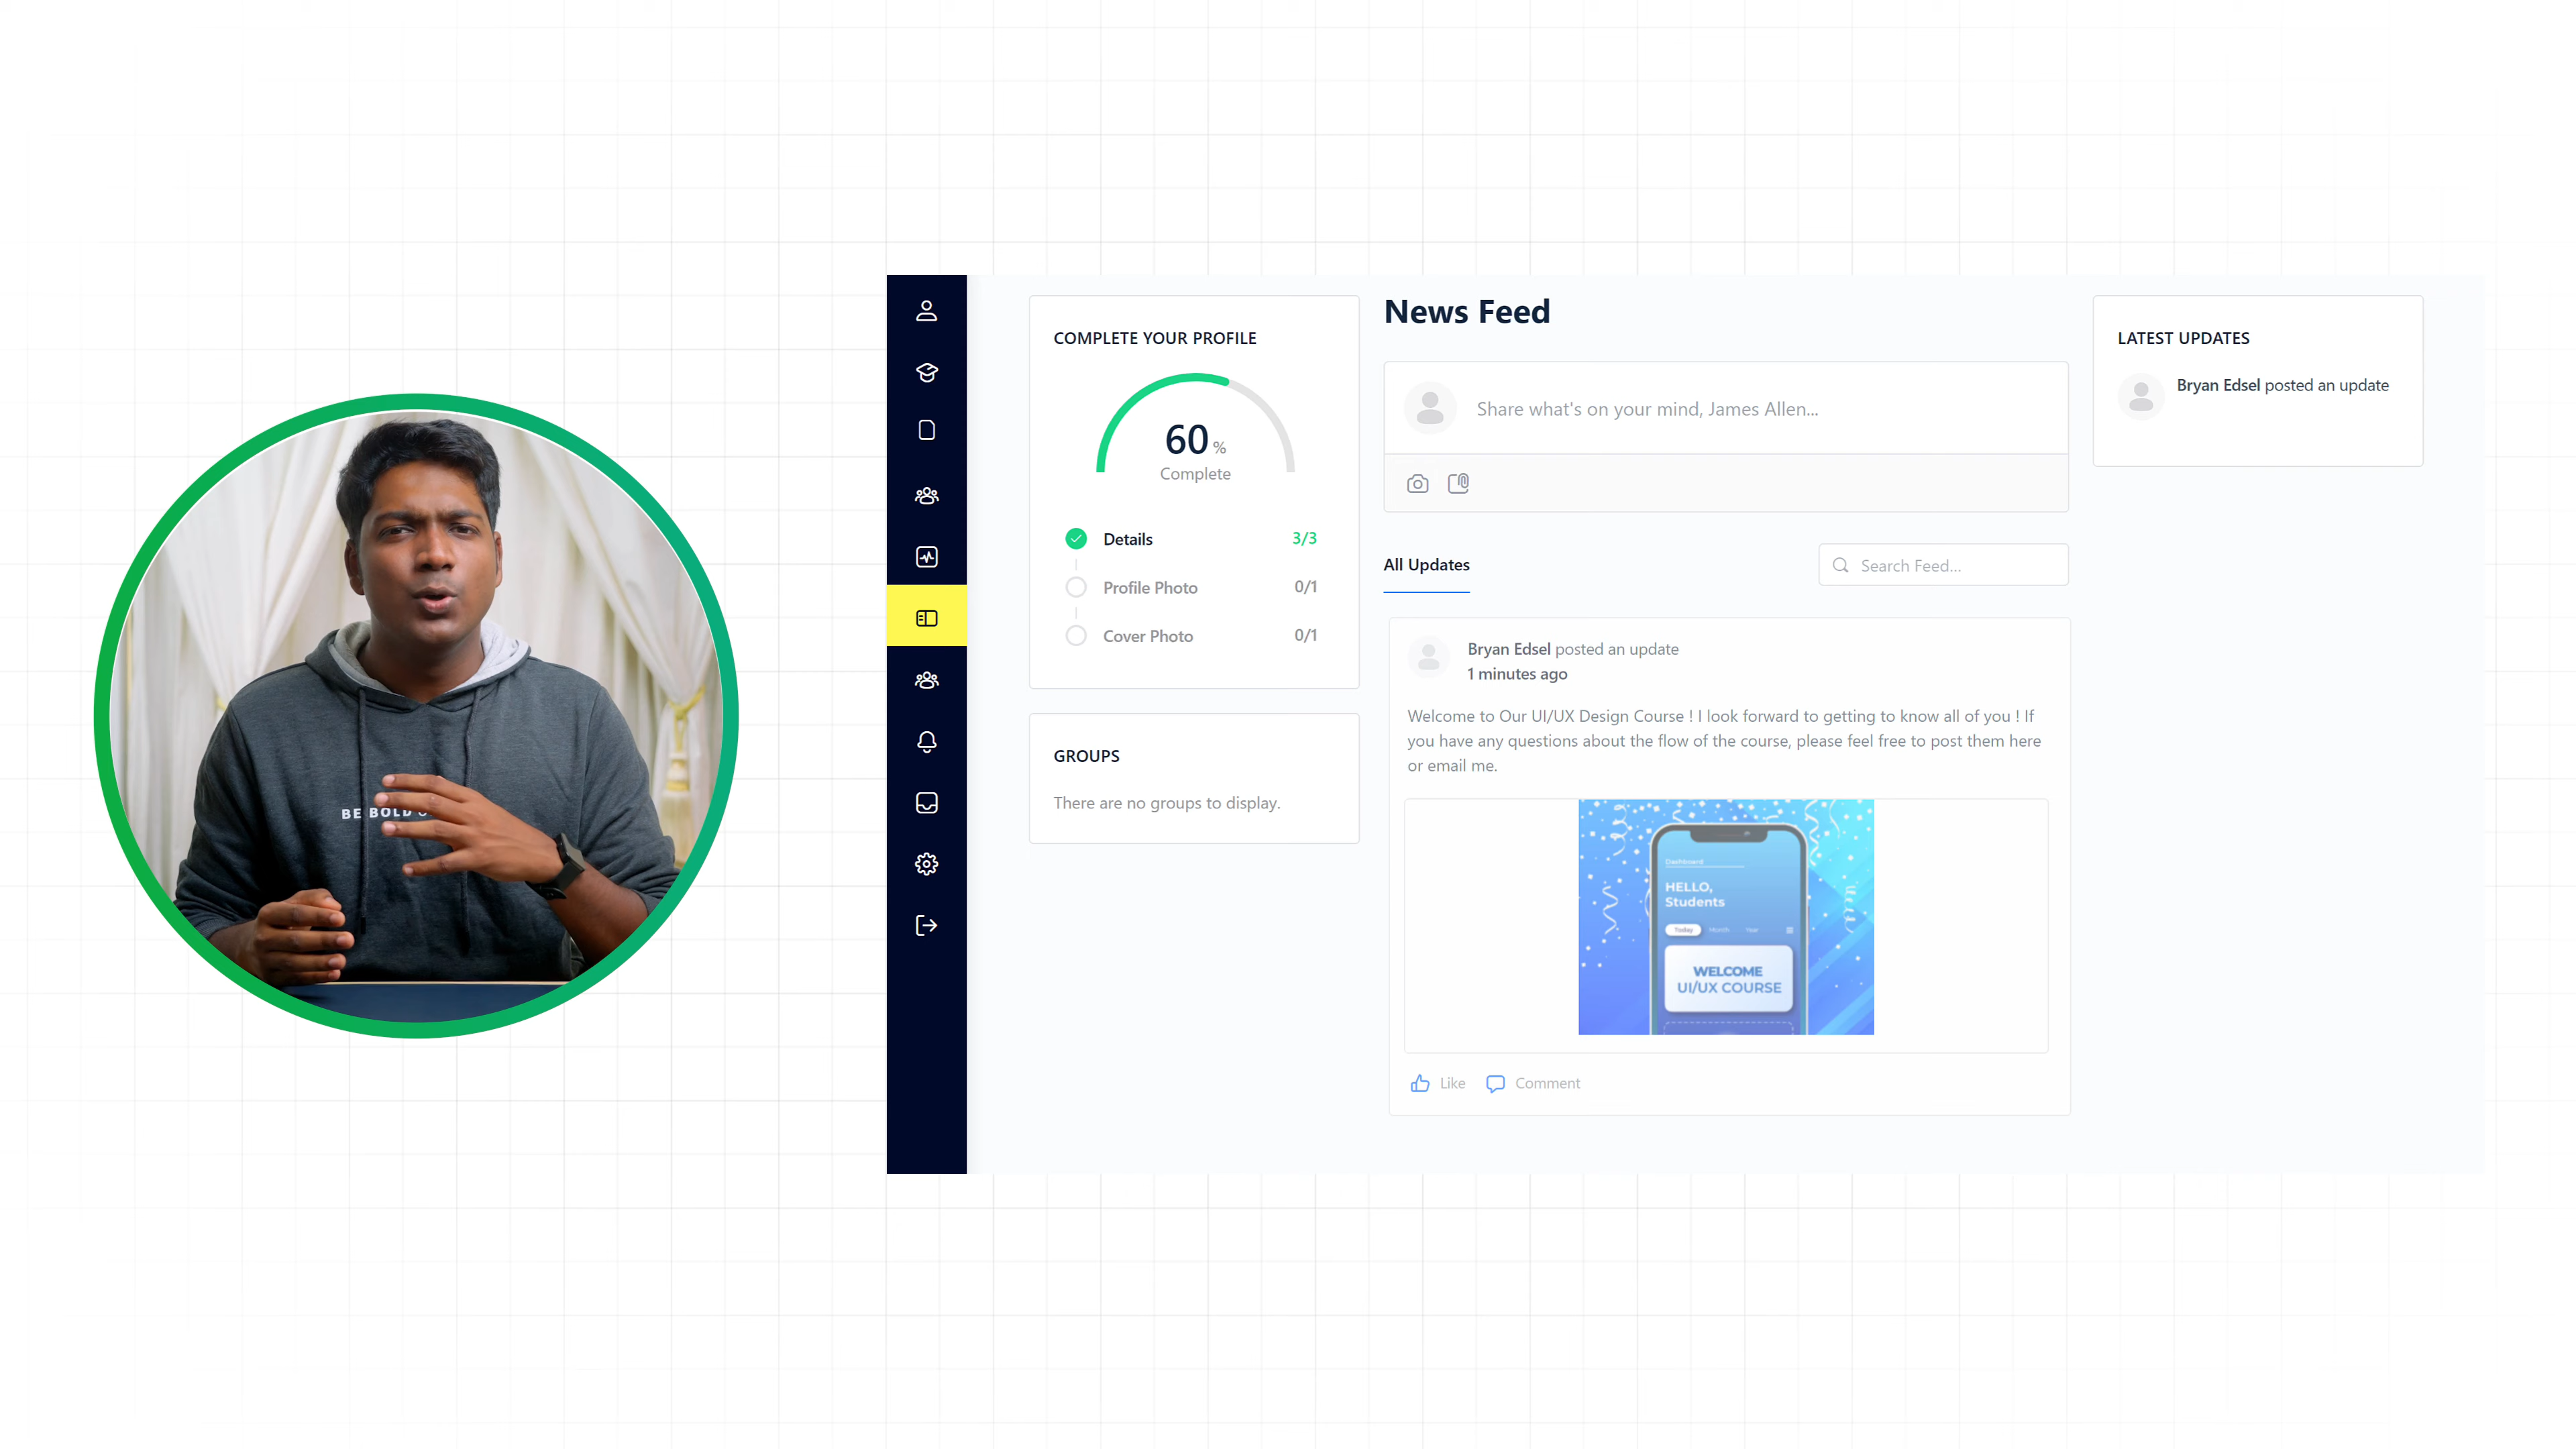 BE BOLD
COMPLETE YOUR PROFILE
60 %
Complete
Details 3/3
Profile Photo 0/1
Cover Photo 0/1
GROUPS
There are no groups to display.
News Feed
Share what's on your mind, James Allen...
All Updates
Search Feed...
Bryan Edsel posted an update
1 minutes ago
Welcome to Our UI/UX Design Course ! I look forward to getting to know all of you ! If
you have any questions about the flow of the course, please feel free to post them here
or email me.
Dashboard
HELLO,
Students
Today Month Year
WELCOME
UI/UX COURSE
Like Comment
LATEST UPDATES
Bryan Edsel posted an update